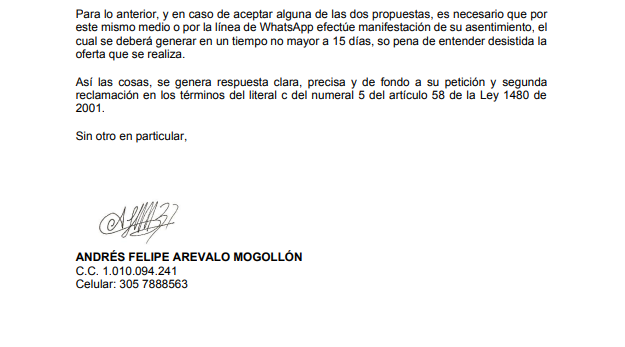 Para lo anterior, y en caso de aceptar alguna de las dos propuestas, es necesario que por
este mismo medio o por la línea de WhatsApp efectúe manifestación de su asentimiento, el
cual se deberá generar en un tiempo no mayor a 15 días, so pena de entender desistida la
oferta que se realiza.
Así las cosas, se genera respuesta clara, precisa y de fondo a su petición y segunda
reclamación en los términos del literal c del numeral 5 del artículo 58 de la Ley 1480 de
2001.
Sin otro en particular,
ANDRÉS FELIPE AREVALO MOGOLLÓN
C.C. 1.010.094.241
Celular: 305 7888563